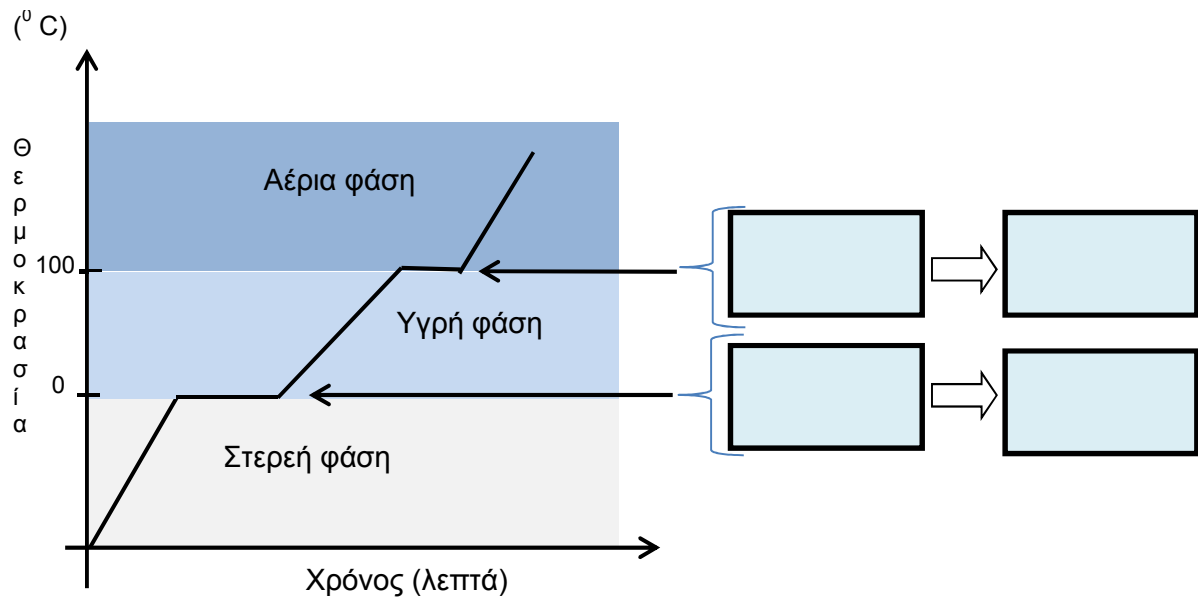 (⁰ C)
Θερμοκρασία
Αέρια φάση
100
Υγρή φάση
0
Στερεή φάση
Χρόνος (λεπτά)